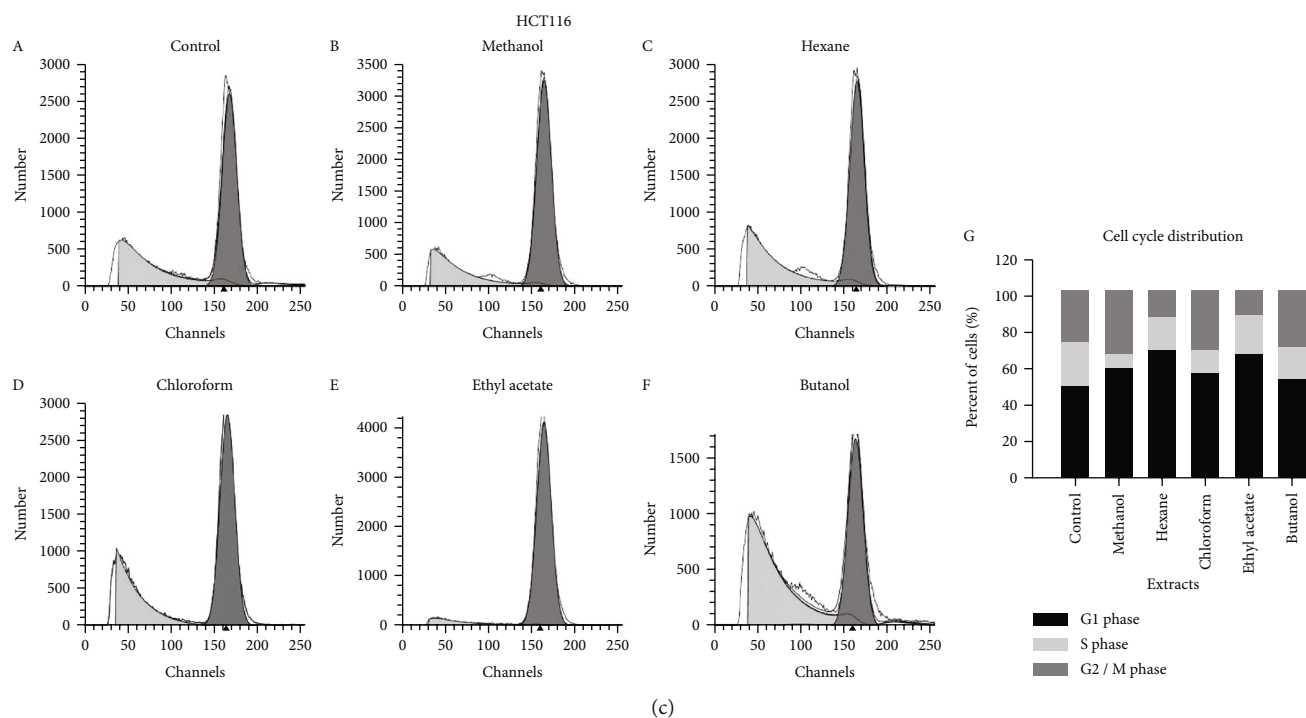 HCT116
A
Control
3000
2500
2000
1500
1000
500
0
Number
0 50 100 150 200 250
Channels
B
Methanol
3500
3000
2500
2000
1500
1000
500
0
Number
0 50 100 150 200 250
Channels
C
Hexane
3000
2500
2000
1500
1000
500
0
Number
0 50 100 150 200 250
Channels
D
Chloroform
3000
2500
2000
1500
1000
500
0
Number
0 50 100 150 200 250
Channels
E
Ethyl acetate
4000
3000
2000
1000
0
Number
0 50 100 150 200 250
Channels
F
Butanol
1500
1000
500
0
Number
0 50 100 150 200 250
Channels
G
Cell cycle distribution
120
100
80
60
40
20
0
Percent of cells (%)
Control
Methanol
Hexane
Chloroform
Ethyl acetate
Butanol
Extracts
G1 phase
S phase
G2 / M phase
(c)